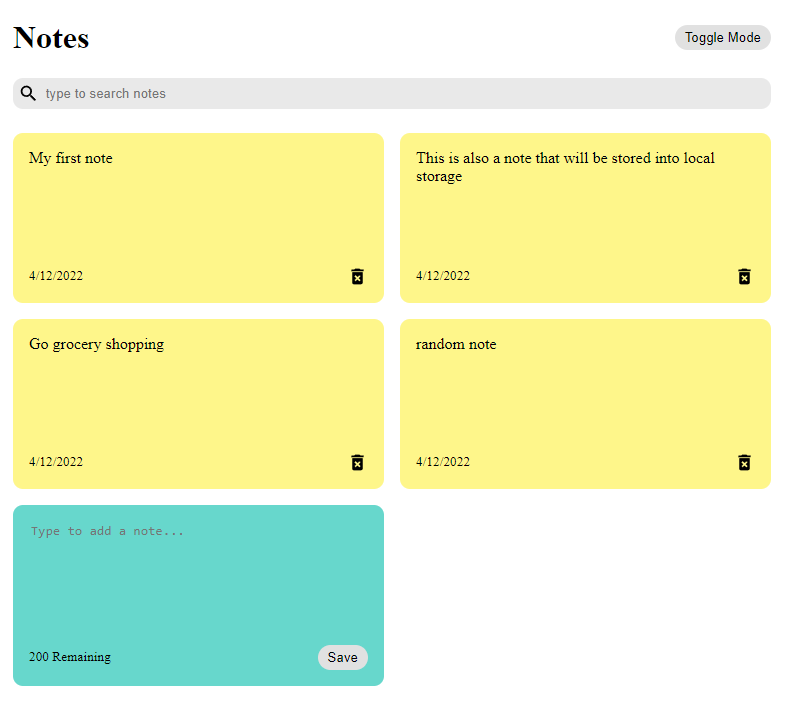 Notes
Toggle Mode
type to search notes
My first note
4/12/2022
This is also a note that will be stored into local
storage
4/12/2022
Go grocery shopping
4/12/2022
random note
4/12/2022
Type to add a note...
200 Remaining
Save